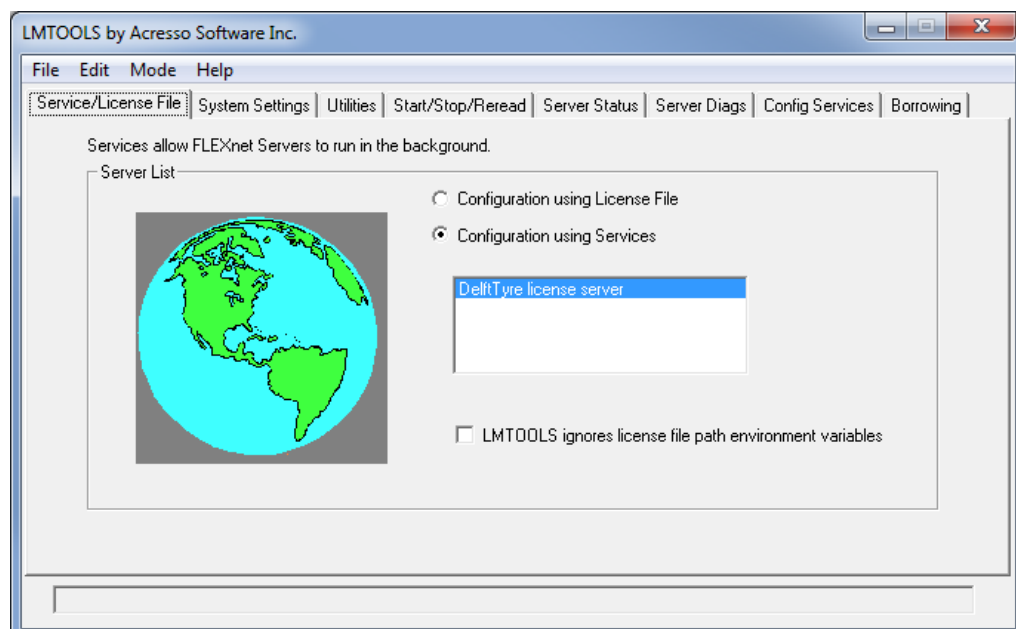 LMTOOLS by Acresso Software Inc.
File Edit Mode Help
Service/License File System Settings Utilities Start/Stop/Reread Server Status Server Diags Config Services Borrowing
Services allow FLEXnet Servers to run in the background.
Server List
Configuration using License File
Configuration using Services
DelftTyre license server
LMTOOLS ignores license file path environment variables